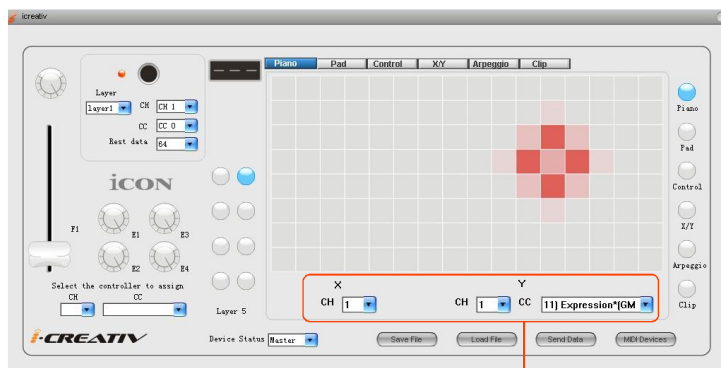 icreativ
Piano Pad Control X/Y Arpeggio Clip
Layer
layer1 CH CH 1
CC CC 0
Rest data 64
iCON
F1
E1 E3
E2 E4
Select the controller to assign
CH CC
i-CREATIV
Layer 5
Device Status Master
X
CH 1
Y
CH 1 CC 11) Expression*(GM
Save File Load File Send Data MIDI Devices
Piano
Pad
Control
X/Y
Arpeggio
Clip